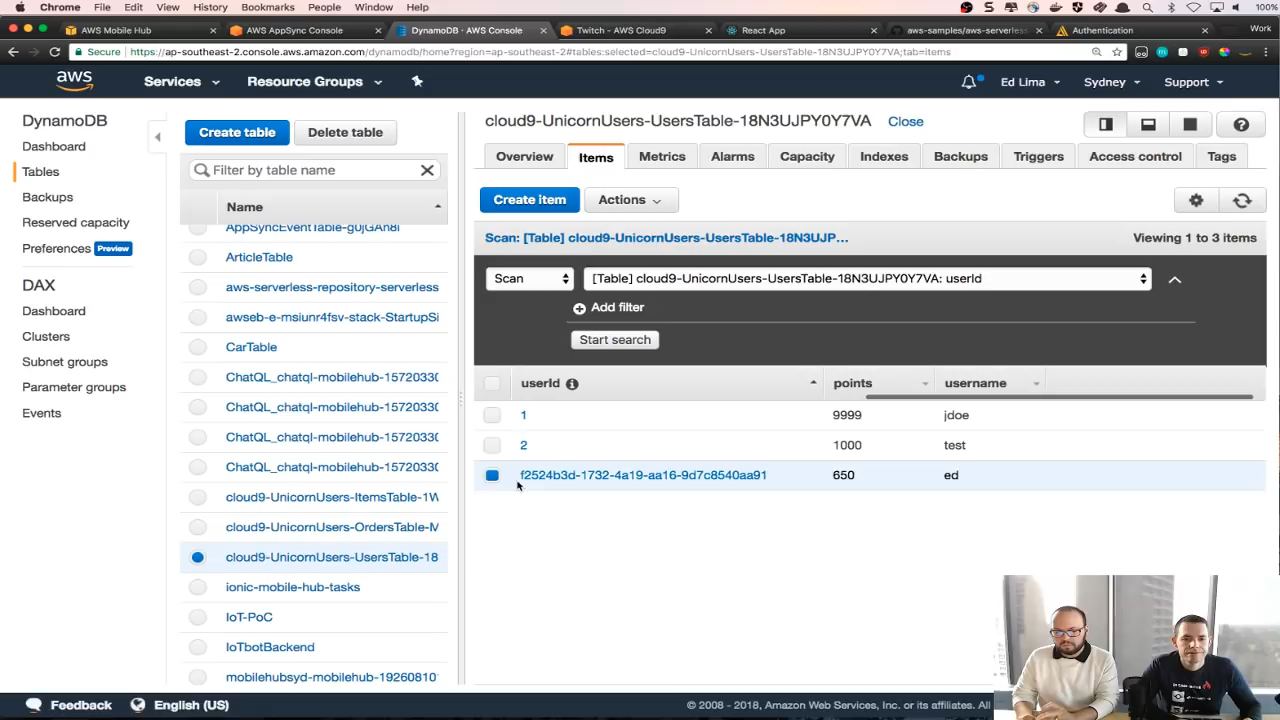 Chrome File Edit View History Bookmarks People Window Help 100%
AWS Mobile Hub
AWS AppSync Console
DynamoDB · AWS Console
Twitch - AWS Cloud9
React App
aws-samples/aws-serverless
Authentication
Work
Secure https://ap-southeast-2.console.aws.amazon.com/dynamodb/home?region=ap-southeast-2#tables:selected=cloud9-UnicornUsers-UsersTable-18N3UJPY0Y7VA;tab=items
aws Services Resource Groups Ed Lima Sydney Support
DynamoDB
Dashboard
Tables
Backups
Reserved capacity
Preferences Preview
DAX
Dashboard
Clusters
Subnet groups
Parameter groups
Events
Create table Delete table
Filter by table name
Name
AppSyncEventTable-g0jGAn8l
ArticleTable
aws-serverless-repository-serverless
awseb-e-msiunr4fsv-stack-StartupSi
CarTable
ChatQL_chatql-mobilehub-15720330
ChatQL_chatql-mobilehub-15720330
ChatQL_chatql-mobilehub-15720330
ChatQL_chatql-mobilehub-15720330
cloud9-UnicornUsers-ItemsTable-1W
cloud9-UnicornUsers-OrdersTable-M
cloud9-UnicornUsers-UsersTable-18
ionic-mobile-hub-tasks
IoT-PoC
IoTbotBackend
mobilehubsyd-mobilehub-19260810
cloud9-UnicornUsers-UsersTable-18N3UJPY0Y7VA Close
Overview Items Metrics Alarms Capacity Indexes Backups Triggers Access control Tags
Create item Actions
Scan: [Table] cloud9-UnicornUsers-UsersTable-18N3UJP... Viewing 1 to 3 items
Scan [Table] cloud9-UnicornUsers-UsersTable-18N3UJPY0Y7VA: userId
Add filter
Start search
userId points username
1 9999 jdoe
2 1000 test
f2524b3d-1732-4a19-aa16-9d7c8540aa91 650 ed
Feedback English (US) © 2008 - 2018, Amazon Web Services, Inc. or its affiliates. All